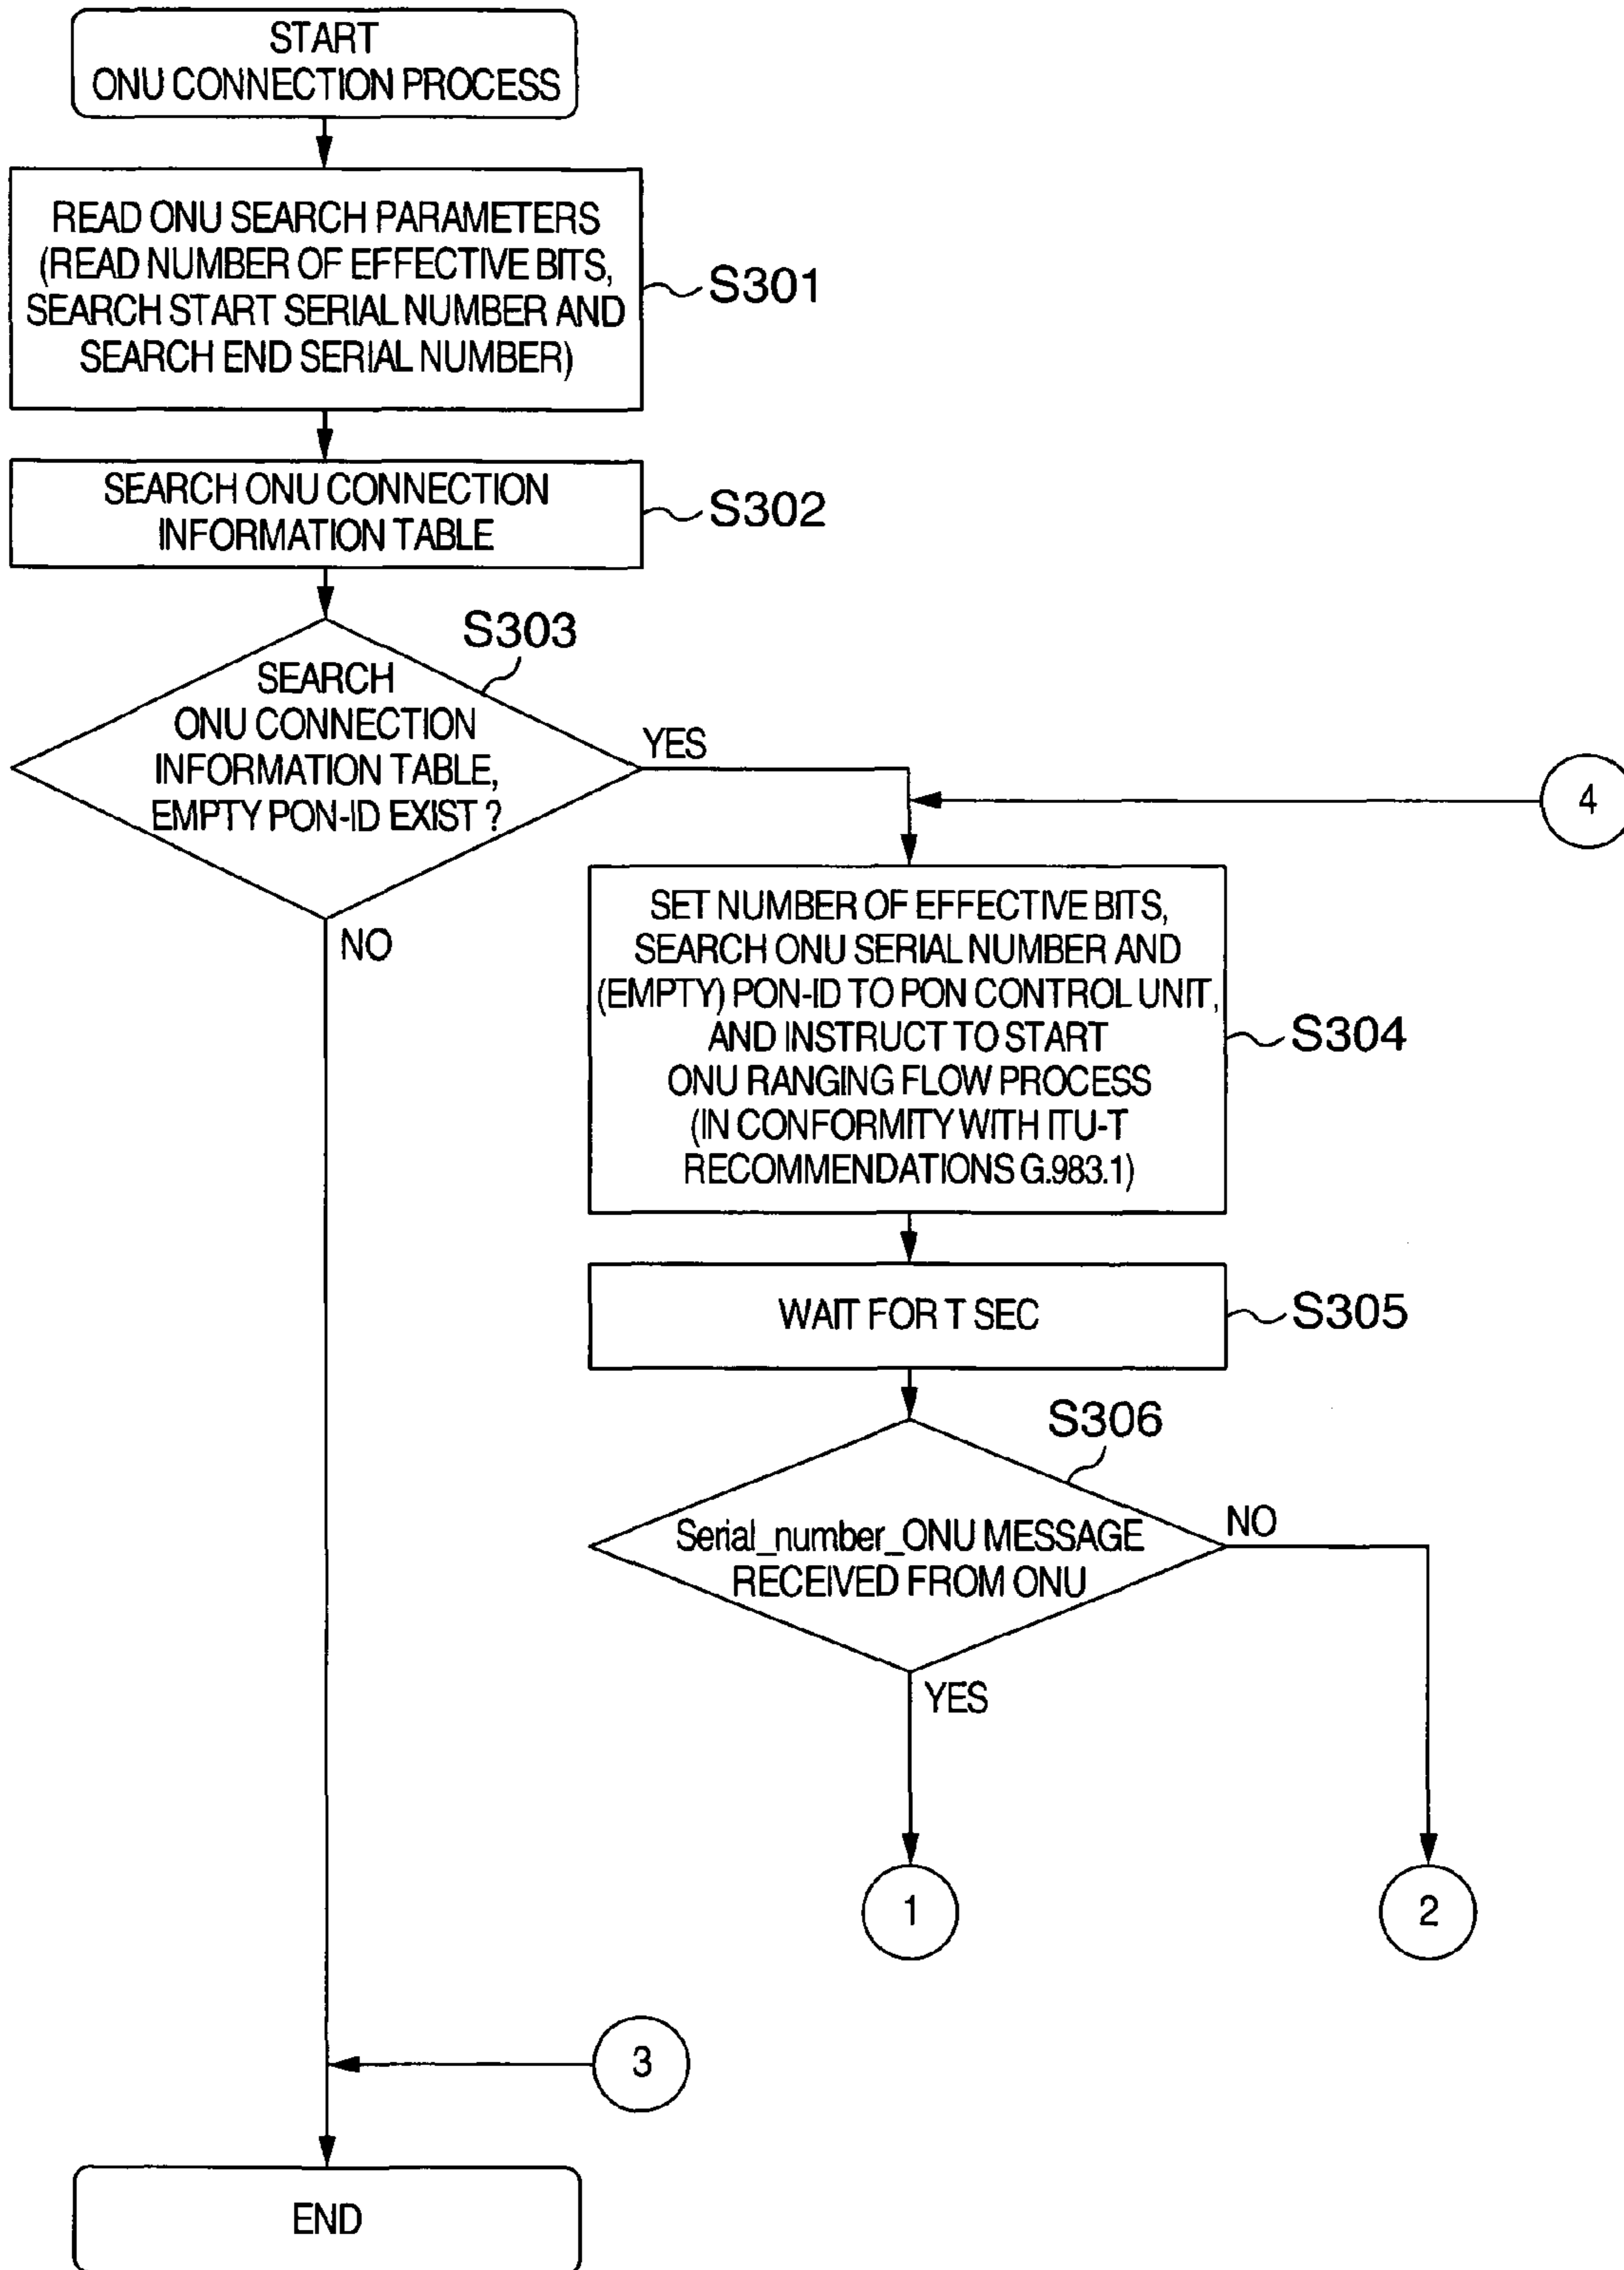 START
ONU CONNECTION PROCESS
READ ONU SEARCH PARAMETERS
(READ NUMBER OF EFFECTIVE BITS,
SEARCH START SERIAL NUMBER AND
SEARCH END SERIAL NUMBER)
S301
SEARCH ONU CONNECTION
INFORMATION TABLE
S302
S303
SEARCH
ONU CONNECTION
INFORMATION TABLE,
EMPTY PON-ID EXIST ?
YES
NO
4
SET NUMBER OF EFFECTIVE BITS,
SEARCH ONU SERIAL NUMBER AND
(EMPTY) PON-ID TO PON CONTROL UNIT,
AND INSTRUCT TO START
ONU RANGING FLOW PROCESS
(IN CONFORMITY WITH ITU-T
RECOMMENDATIONS G.983.1)
S304
WAIT FOR T SEC
S305
S306
Serial_number_ONU MESSAGE
RECEIVED FROM ONU
NO
YES
1
2
3
END